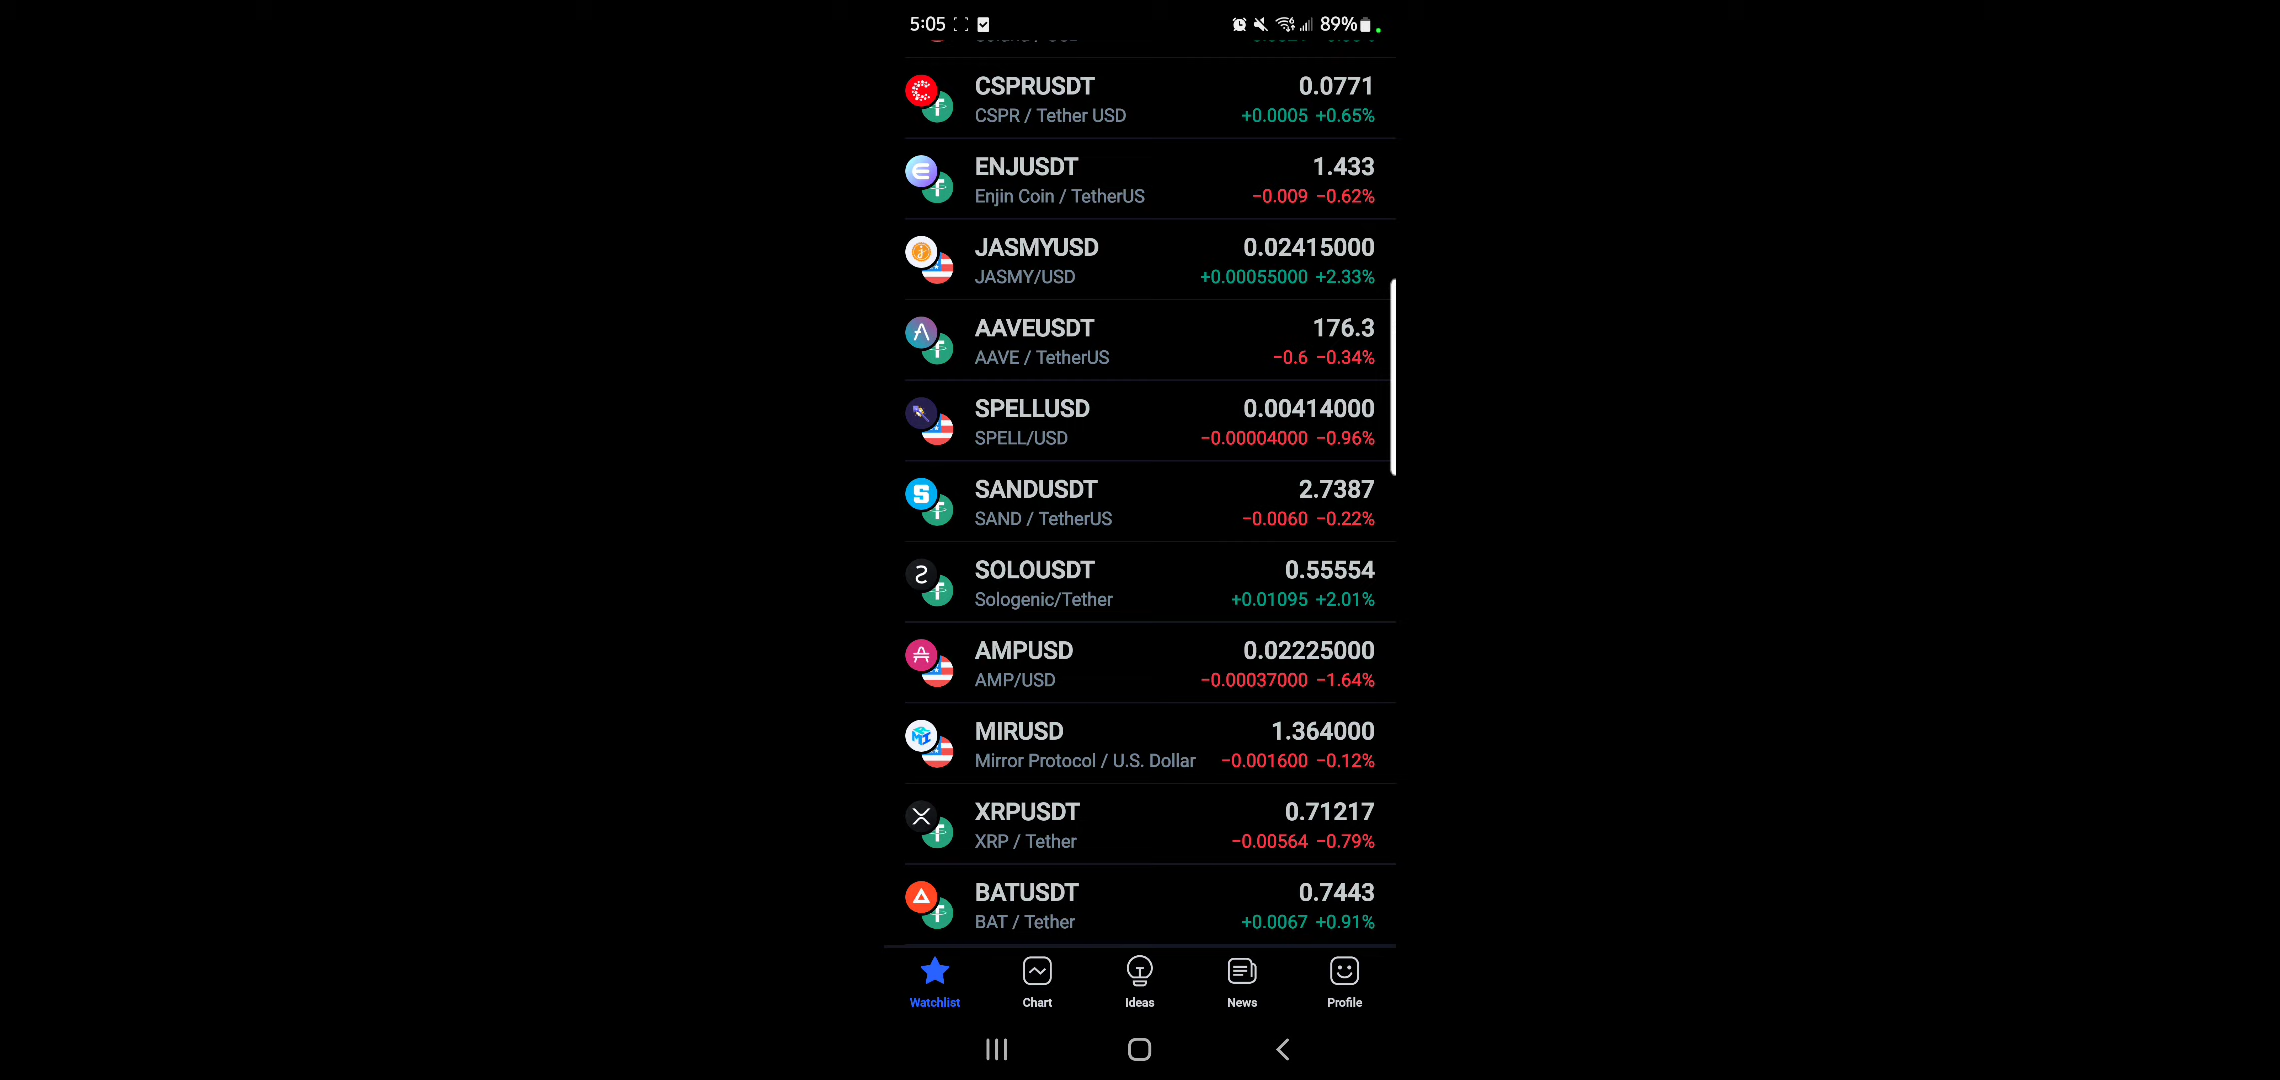 5:05 89%
CSPRUSDT 0.0771
CSPR / Tether USD +0.0005 +0.65%
ENJUSDT 1.433
Enjin Coin / TetherUS −0.009 −0.62%
JASMYUSD 0.02415000
JASMY/USD +0.00055000 +2.33%
AAVEUSDT 176.3
AAVE / TetherUS −0.6 −0.34%
SPELLUSD 0.00414000
SPELL/USD −0.00004000 −0.96%
SANDUSDT 2.7387
SAND / TetherUS −0.0060 −0.22%
SOLOUSDT 0.55554
Sologenic/Tether +0.01095 +2.01%
AMPUSD 0.02225000
AMP/USD −0.00037000 −1.64%
MIRUSD 1.364000
Mirror Protocol / U.S. Dollar −0.001600 −0.12%
XRPUSDT 0.71217
XRP / Tether −0.00564 −0.79%
BATUSDT 0.7443
BAT / Tether +0.0067 +0.91%
Watchlist Chart Ideas News Profile